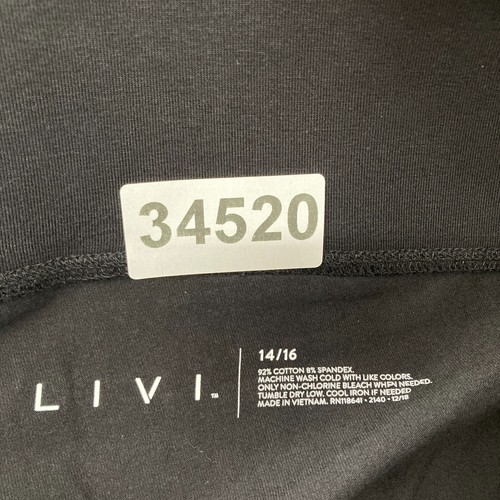 34520
14/16
92% COTTON 8% SPANDEX.
MACHINE WASH COLD WITH LIKE COLORS.
ONLY NON-CHLORINE BLEACH WHEN NEEDED.
TUMBLE DRY LOW. COOL IRON IF NEEDED
MADE IN VIETNAM. RN118641 • 2140 • 12/18
LIVI.™